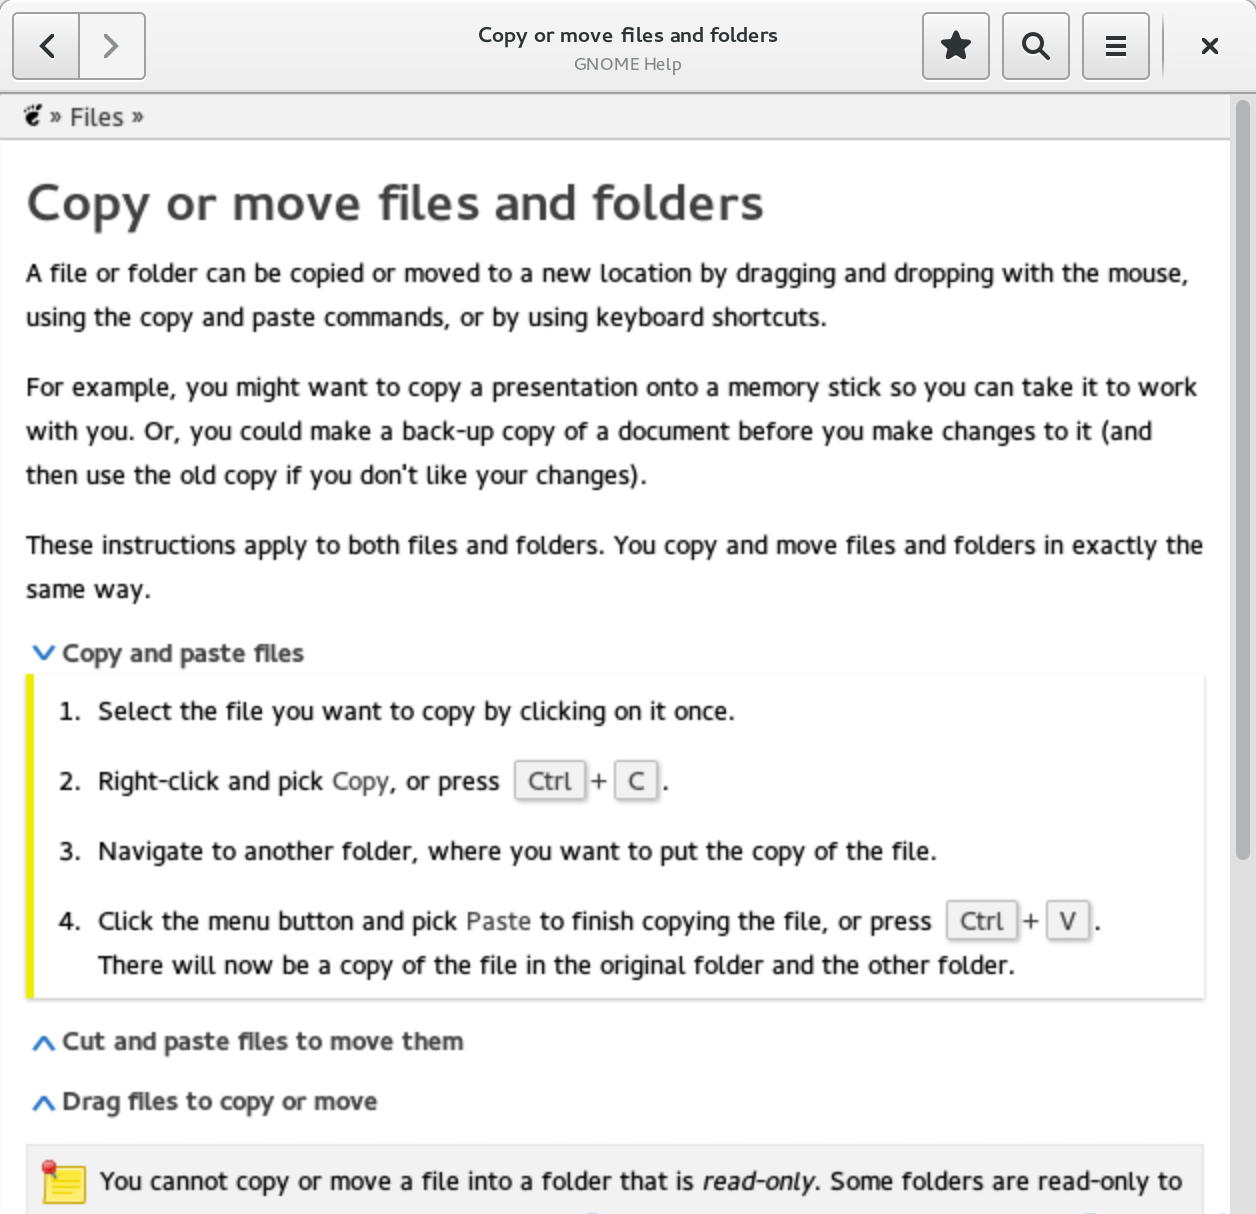 Copy or move files and folders
GNOME Help
» Files »
Copy or move files and folders
A file or folder can be copied or moved to a new location by dragging and dropping with the mouse,
using the copy and paste commands, or by using keyboard shortcuts.
For example, you might want to copy a presentation onto a memory stick so you can take it to work
with you. Or, you could make a back-up copy of a document before you make changes to it (and
then use the old copy if you don't like your changes).
These instructions apply to both files and folders. You copy and move files and folders in exactly the
same way.
Copy and paste files
1. Select the file you want to copy by clicking on it once.
2. Right-click and pick Copy, or press Ctrl + C .
3. Navigate to another folder, where you want to put the copy of the file.
4. Click the menu button and pick Paste to finish copying the file, or press Ctrl + V .
There will now be a copy of the file in the original folder and the other folder.
Cut and paste files to move them
Drag files to copy or move
You cannot copy or move a file into a folder that is read-only. Some folders are read-only to